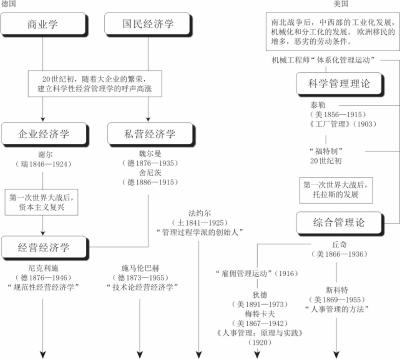 德国
美国
商业学
国民经济学
南北战争后，中西部的工业化发展，
机械化和分工化的发展。欧洲移民的
增多，恶劣的劳动条件。
20世纪初，随着大企业的繁荣，
建立科学性经营管理学的呼声高涨
机械工程师“体系化管理运动”
科学管理理论
企业经济学
私营经济学
泰勒
（美1856—1915）
《工厂管理》（1903）
谢尔
（瑞1846—1924）
魏尔曼
（德1876—1935）
舍尼茨
（德1886—1915）
“福特制”
20世纪初
第一次世界大战后，
资本主义复兴
第一次世界大战后，
托拉斯的发展
法约尔
（土1841—1925）
“管理过程学派的创始人”
综合管理论
经营经济学
丘奇
（美1866—1936）
尼克利施
（德1876—1946）
“规范性经营经济学”
施马伦巴赫
（德1873—1955）
“技术论经营经济学”
“雇佣管理运动”（1916）
狄德
（美1891—1973）
梅特卡夫
（美1867—1942）
《人事管理：原理与实践》
（1920）
斯科特
（美1869—1955）
“人事管理的方法”